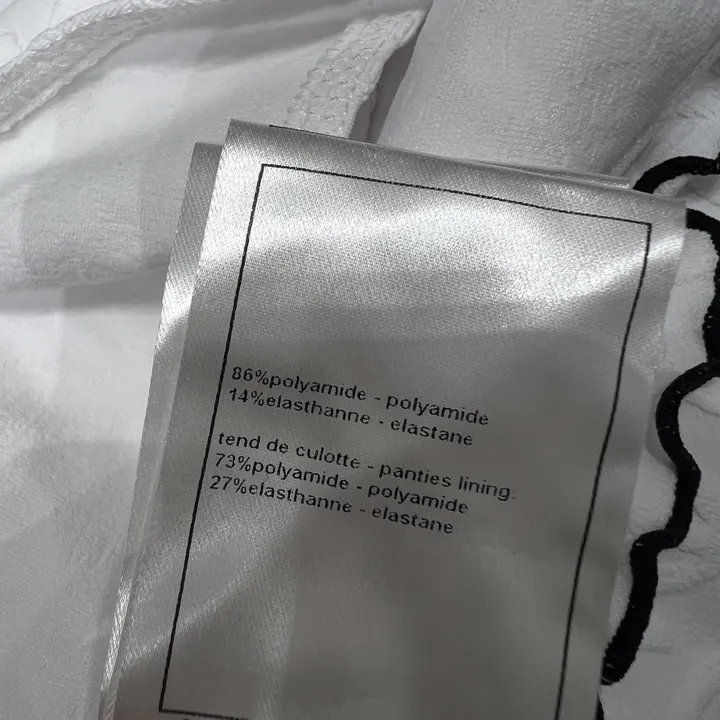 86%polyamide - polyamide
14%elasthanne - elastane
tend de culotte - panties lining:
73%polyamide - polyamide
27%elasthanne - elastane